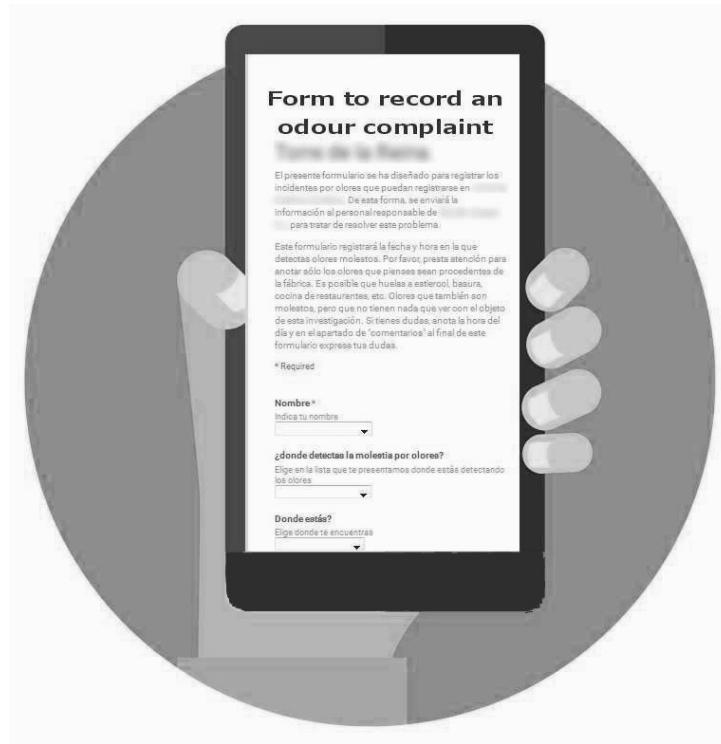 Form to record an
odour complaint
El presente formulario se ha diseñado para registrar los
incidentes por olores que puedan registrarse en
De esta forma, se enviará la
información al personal responsable de
para tratar de resolver este problema.
Este formulario registrará la fecha y hora en la que
detectas olores molestos. Por favor, presta atención para
anotar sólo los olores que pienses sean procedentes de
la fábrica. Es posible que huelas a estiercol, basura,
cocina de restaurantes, etc. Olores que también son
molestos, pero que no tienen nada que ver con el objeto
de esta investigación. Si tienes dudas, anota la hora del
día y en el apartado de "comentarios" al final de este
formulario expresa tus dudas.
* Required
Nombre *
Indica tu nombre
¿donde detectas la molestia por olores?
Elige en la lista que te presentamos donde estás detectando
los olores
Donde estás?
Elige donde te encuentras